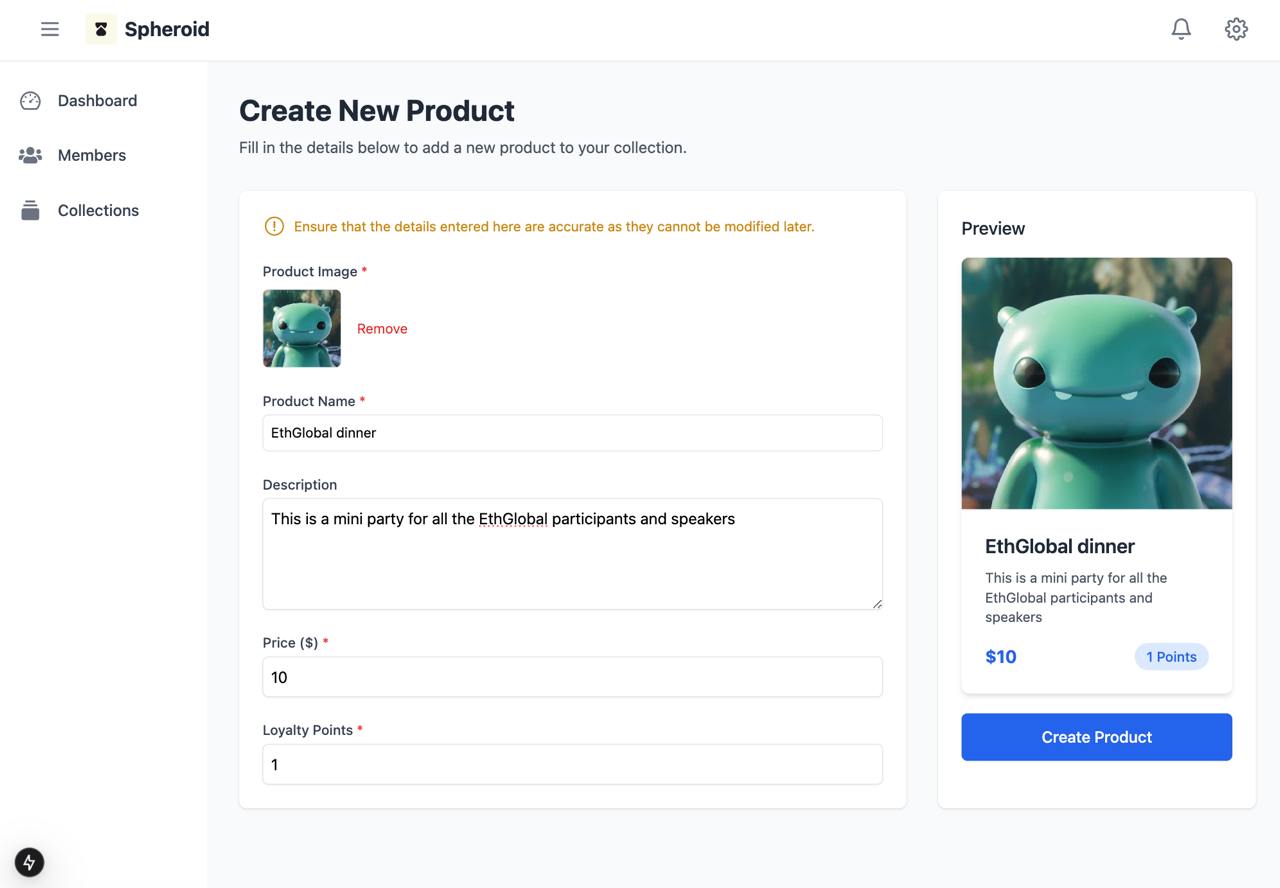 Spheroid
Dashboard
Members
Collections
Create New Product
Fill in the details below to add a new product to your collection.
Ensure that the details entered here are accurate as they cannot be modified later.
Product Image *
Remove
Product Name *
EthGlobal dinner
Description
This is a mini party for all the EthGlobal participants and speakers
Price ($) *
10
Loyalty Points *
1
Preview
EthGlobal dinner
This is a mini party for all the
EthGlobal participants and
speakers
$10
1 Points
Create Product